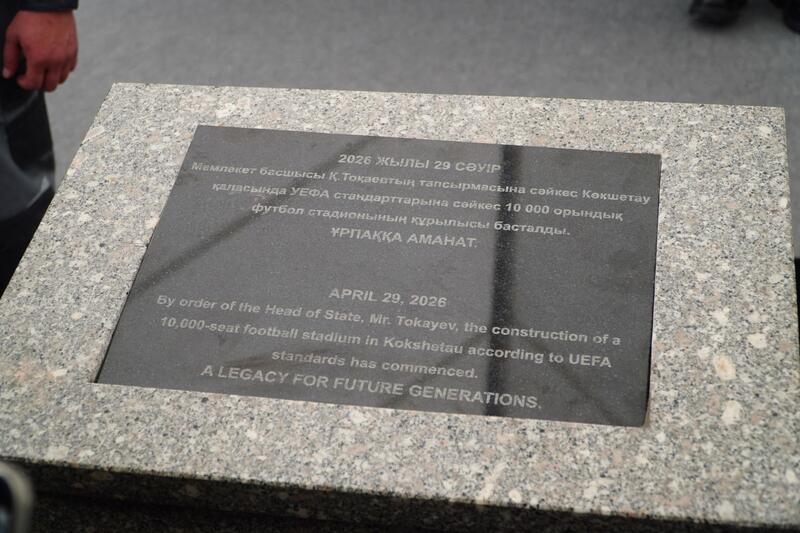 2026 ЖЫЛЫ 29 СӘУІР
Мемлекет басшысы Қ.Тоқаевтың тапсырмасына сәйкес Көкшетау
қаласында УЕФА стандарттарына сәйкес 10 000 орындық
футбол стадионының құрылысы басталды.
ҰРПАҚҚА АМАНАТ.
APRIL 29, 2026
By order of the Head of State, Mr. Tokayev, the construction of a
10,000-seat football stadium in Kokshetau according to UEFA
standards has commenced.
A LEGACY FOR FUTURE GENERATIONS.